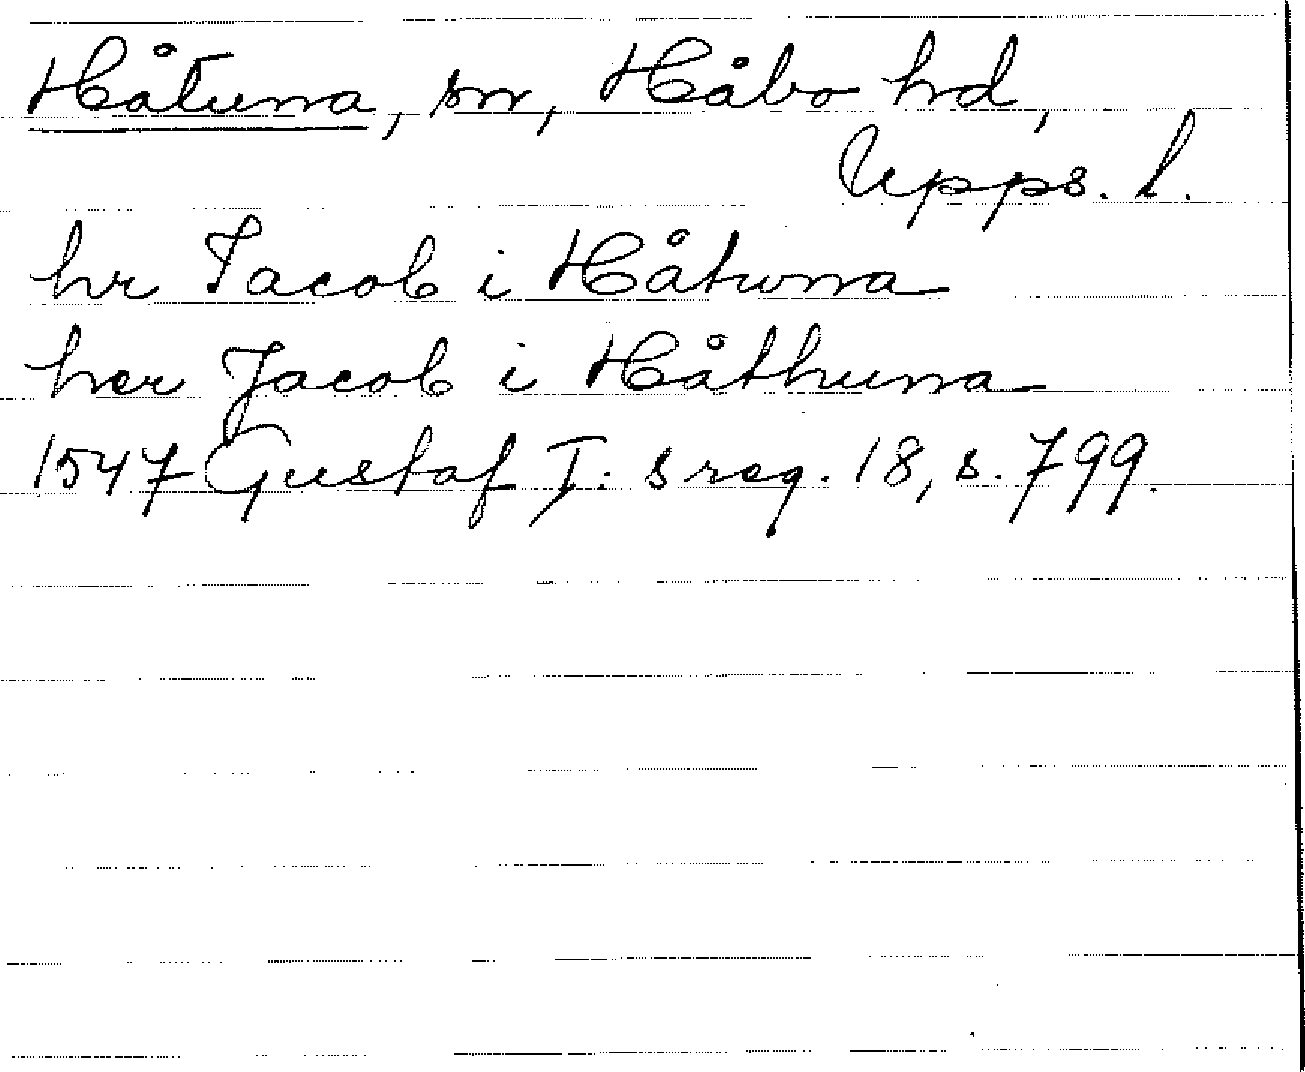 Håtuna, sn, Håbo hd,
Upps. l.
hr Jacob i Håtuna
her Jacob i Håthuna
1547 Gustaf I:s reg. 18, s. 799.